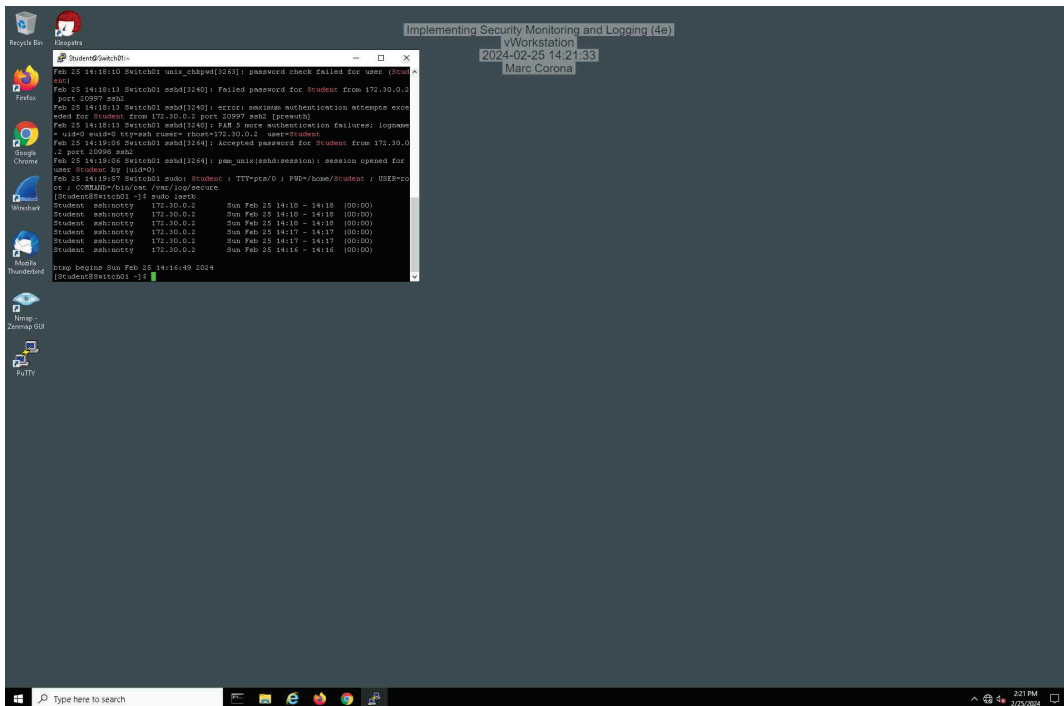 Implementing Security Monitoring and Logging (4e)
vWorkstation
2024-02-25 14:21:33
Marc Corona
Recycle Bin
Kleopatra
Firefox
Google
Chrome
Wireshark
Mozilla
Thunderbird
Nmap -
Zenmap GUI
PuTTY
Student@Switch01:~
Feb 25 14:18:10 Switch01 unix_chkpwd[3263]: password check failed for user (Stud
ent)
Feb 25 14:18:13 Switch01 sshd[3240]: Failed password for Student from 172.30.0.2
port 20997 ssh2
Feb 25 14:18:13 Switch01 sshd[3240]: error: maximum authentication attempts exce
eded for Student from 172.30.0.2 port 20997 ssh2 [preauth]
Feb 25 14:18:13 Switch01 sshd[3240]: PAM 5 more authentication failures; logname
= uid=0 euid=0 tty=ssh ruser= rhost=172.30.0.2 user=Student
Feb 25 14:19:06 Switch01 sshd[3264]: Accepted password for Student from 172.30.0
.2 port 20998 ssh2
Feb 25 14:19:06 Switch01 sshd[3264]: pam_unix(sshd:session): session opened for
user Student by (uid=0)
Feb 25 14:19:57 Switch01 sudo: Student : TTY=pts/0 ; PWD=/home/Student ; USER=ro
ot ; COMMAND=/bin/cat /var/log/secure
[Student@Switch01 ~]$ sudo lastb
Student ssh:notty 172.30.0.2 Sun Feb 25 14:18 - 14:18 (00:00)
Student ssh:notty 172.30.0.2 Sun Feb 25 14:18 - 14:18 (00:00)
Student ssh:notty 172.30.0.2 Sun Feb 25 14:18 - 14:18 (00:00)
Student ssh:notty 172.30.0.2 Sun Feb 25 14:17 - 14:17 (00:00)
Student ssh:notty 172.30.0.2 Sun Feb 25 14:17 - 14:17 (00:00)
Student ssh:notty 172.30.0.2 Sun Feb 25 14:16 - 14:16 (00:00)
btmp begins Sun Feb 25 14:16:49 2024
[Student@Switch01 ~]$
Type here to search
2:21 PM
2/25/2024